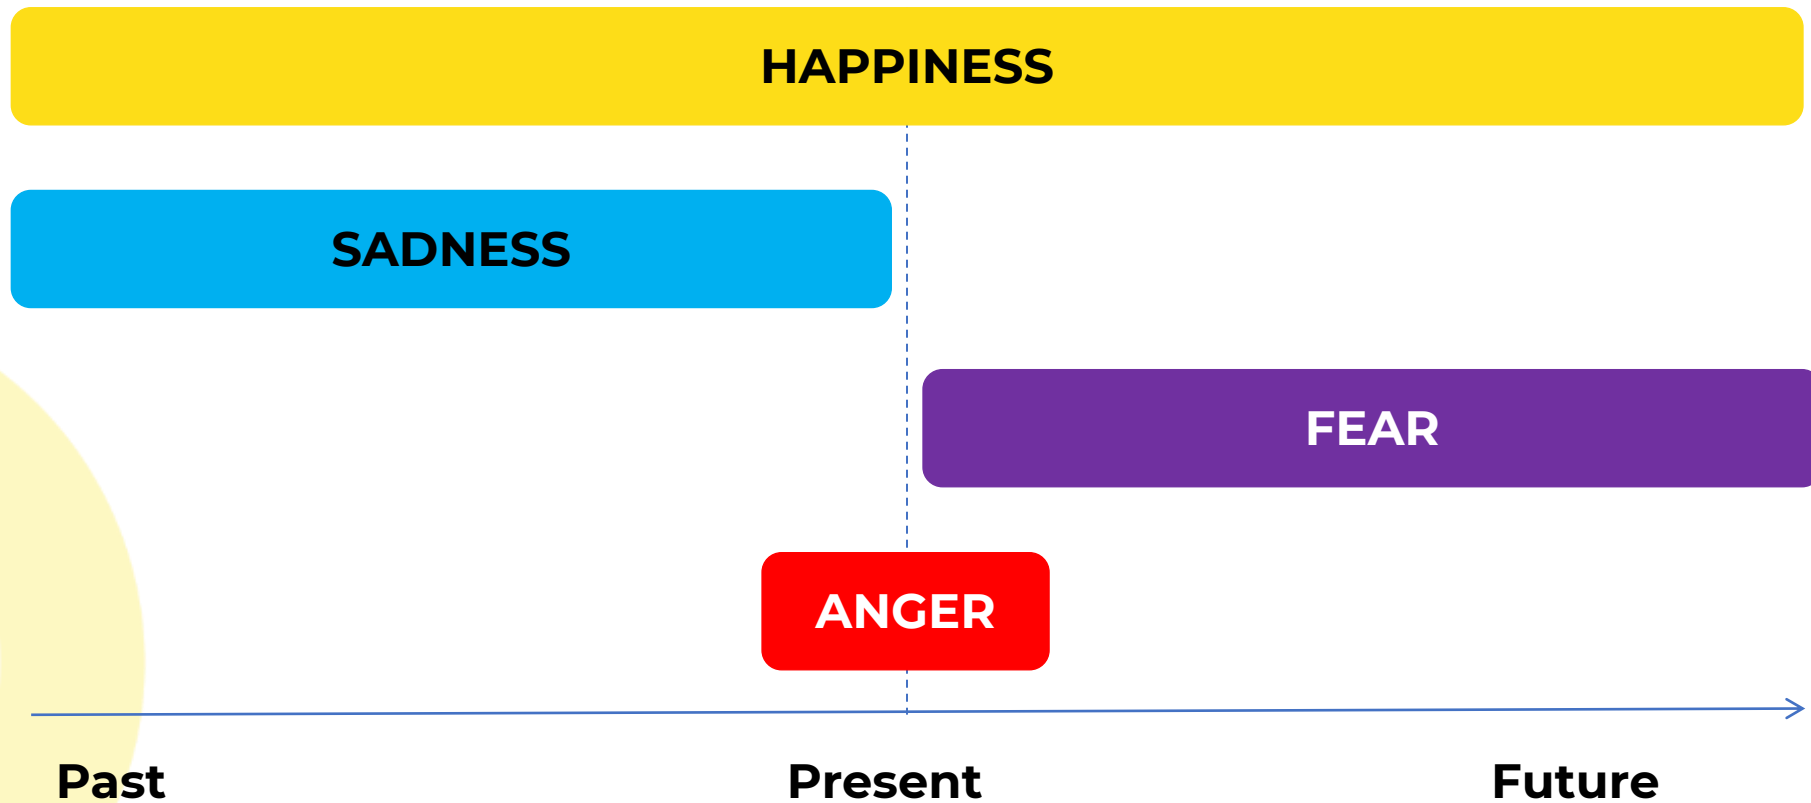 HAPPINESS
SADNESS
FEAR
ANGER
Past Present Future